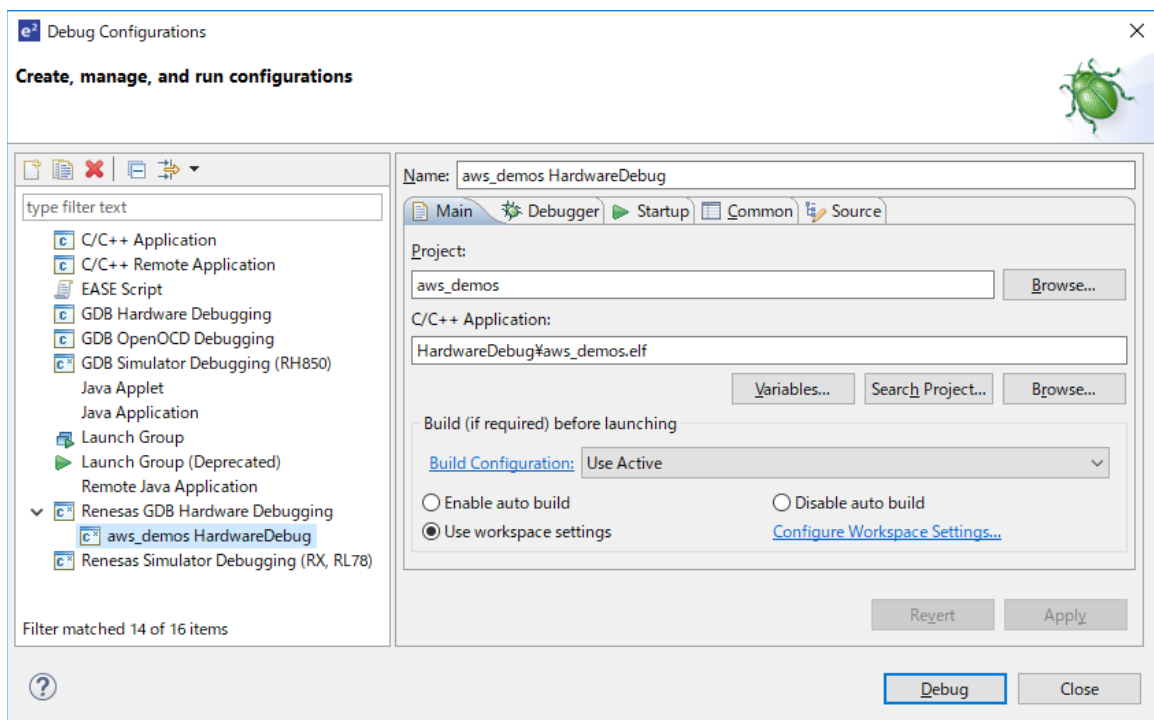 e² Debug Configurations
Create, manage, and run configurations
type filter text
C/C++ Application
C/C++ Remote Application
EASE Script
GDB Hardware Debugging
GDB OpenOCD Debugging
GDB Simulator Debugging (RH850)
Java Applet
Java Application
Launch Group
Launch Group (Deprecated)
Remote Java Application
Renesas GDB Hardware Debugging
aws_demos HardwareDebug
Renesas Simulator Debugging (RX, RL78)
Filter matched 14 of 16 items
Name: aws_demos HardwareDebug
Main Debugger Startup Common Source
Project:
aws_demos Browse...
C/C++ Application:
HardwareDebug¥aws_demos.elf
Variables... Search Project... Browse...
Build (if required) before launching
Build Configuration: Use Active
Enable auto build Disable auto build
Use workspace settings Configure Workspace Settings...
Revert Apply
Debug Close